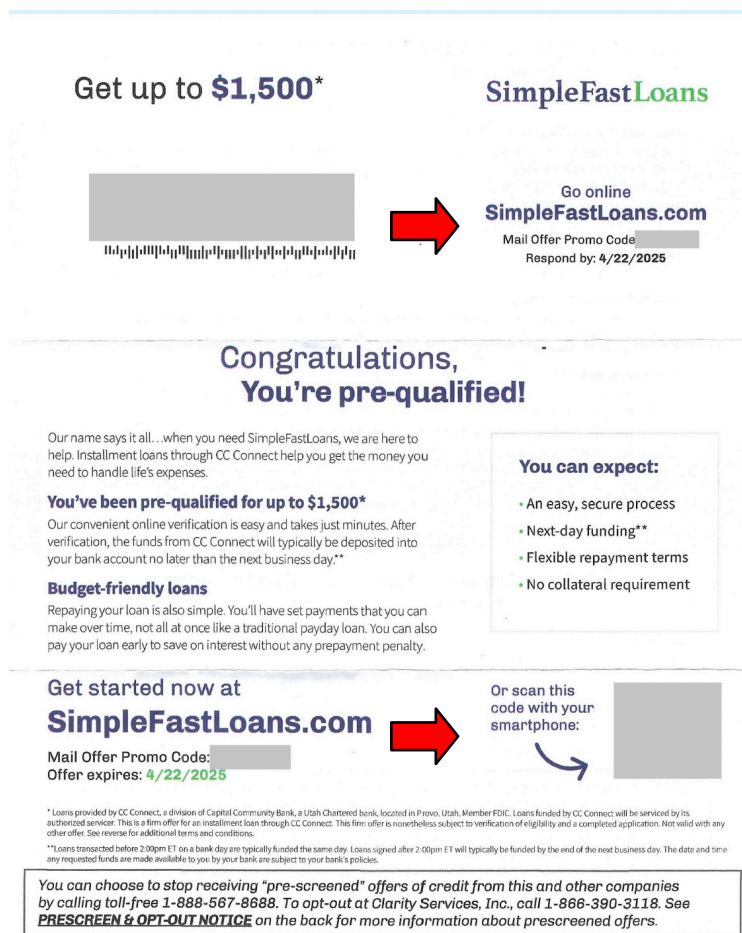 Get up to $1,500*
SimpleFastLoans
Go online
SimpleFastLoans.com
Mail Offer Promo Code
Respond by: 4/22/2025
Congratulations,
You're pre-qualified!
Our name says it all...when you need SimpleFastLoans, we are here to
help. Installment loans through CC Connect help you get the money you
need to handle life's expenses.
You've been pre-qualified for up to $1,500*
Our convenient online verification is easy and takes just minutes. After
verification, the funds from CC Connect will typically be deposited into
your bank account no later than the next business day.**
Budget-friendly loans
Repaying your loan is also simple. You'll have set payments that you can
make over time, not all at once like a traditional payday loan. You can also
pay your loan early to save on interest without any prepayment penalty.
You can expect:
• An easy, secure process
• Next-day funding**
• Flexible repayment terms
• No collateral requirement
Get started now at
SimpleFastLoans.com
Mail Offer Promo Code:
Offer expires: 4/22/2025
Or scan this
code with your
smartphone:
* Loans provided by CC Connect, a division of Capital Community Bank, a Utah Chartered bank, located in Provo, Utah, Member FDIC. Loans funded by CC Connect will be serviced by its
authorized servicer. This is a firm offer for an installment loan through CC Connect. This firm offer is nonetheless subject to verification of eligibility and a completed application. Not valid with any
other offer. See reverse for additional terms and conditions.
**Loans transacted before 2:00pm ET on a bank day are typically funded the same day. Loans signed after 2:00pm ET will typically be funded by the end of the next business day. The date and time
any requested funds are made available to you by your bank are subject to your bank's policies.
You can choose to stop receiving "pre-screened" offers of credit from this and other companies
by calling toll-free 1-888-567-8688. To opt-out at Clarity Services, Inc., call 1-866-390-3118. See
PRESCREEN & OPT-OUT NOTICE on the back for more information about prescreened offers.